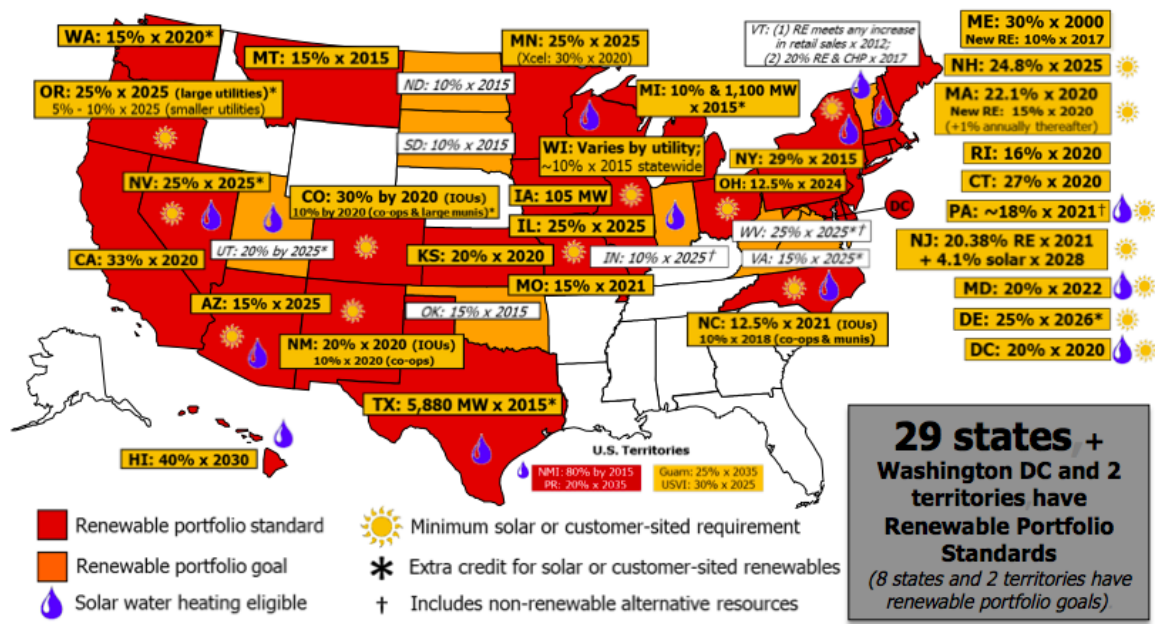 WA: 15% x 2020*
MT: 15% x 2015
MN: 25% x 2025
(Xcel: 30% x 2020)
VT: (1) RE meets any increase
in retail sales x 2012;
(2) 20% RE & CHP x 2017
ME: 30% x 2000
New RE: 10% x 2017
NH: 24.8% x 2025
MA: 22.1% x 2020
New RE: 15% x 2020
(+1% annually thereafter)
RI: 16% x 2020
CT: 27% x 2020
PA: ~18% x 2021†
NJ: 20.38% RE x 2021
+ 4.1% solar x 2028
MD: 20% x 2022
DE: 25% x 2026*
DC: 20% x 2020
OR: 25% x 2025 (large utilities)*
5% - 10% x 2025 (smaller utilities)
ND: 10% x 2015
SD: 10% x 2015
MI: 10% & 1,100 MW
x 2015*
WI: Varies by utility;
~10% x 2015 statewide
NY: 29% x 2015
NV: 25% x 2025*
CO: 30% by 2020 (IOUs)
10% by 2020 (co-ops & large munis)*
IA: 105 MW
OH: 12.5% x 2024
DC
IL: 25% x 2025
WV: 25% x 2025*†
UT: 20% by 2025*
CA: 33% x 2020
KS: 20% x 2020
IN: 10% x 2025†
VA: 15% x 2025*
MO: 15% x 2021
AZ: 15% x 2025
OK: 15% x 2015
NC: 12.5% x 2021 (IOUs)
10% x 2018 (co-ops & munis)
NM: 20% x 2020 (IOUs)
10% x 2020 (co-ops)
TX: 5,880 MW x 2015*
HI: 40% x 2030
U.S. Territories
NMI: 80% by 2015
PR: 20% x 2035
Guam: 25% x 2035
USVI: 30% x 2025
Renewable portfolio standard
Renewable portfolio goal
Solar water heating eligible
Minimum solar or customer-sited requirement
* Extra credit for solar or customer-sited renewables
† Includes non-renewable alternative resources
29 states, +
Washington DC and 2
territories have
Renewable Portfolio
Standards
(8 states and 2 territories have
renewable portfolio goals).